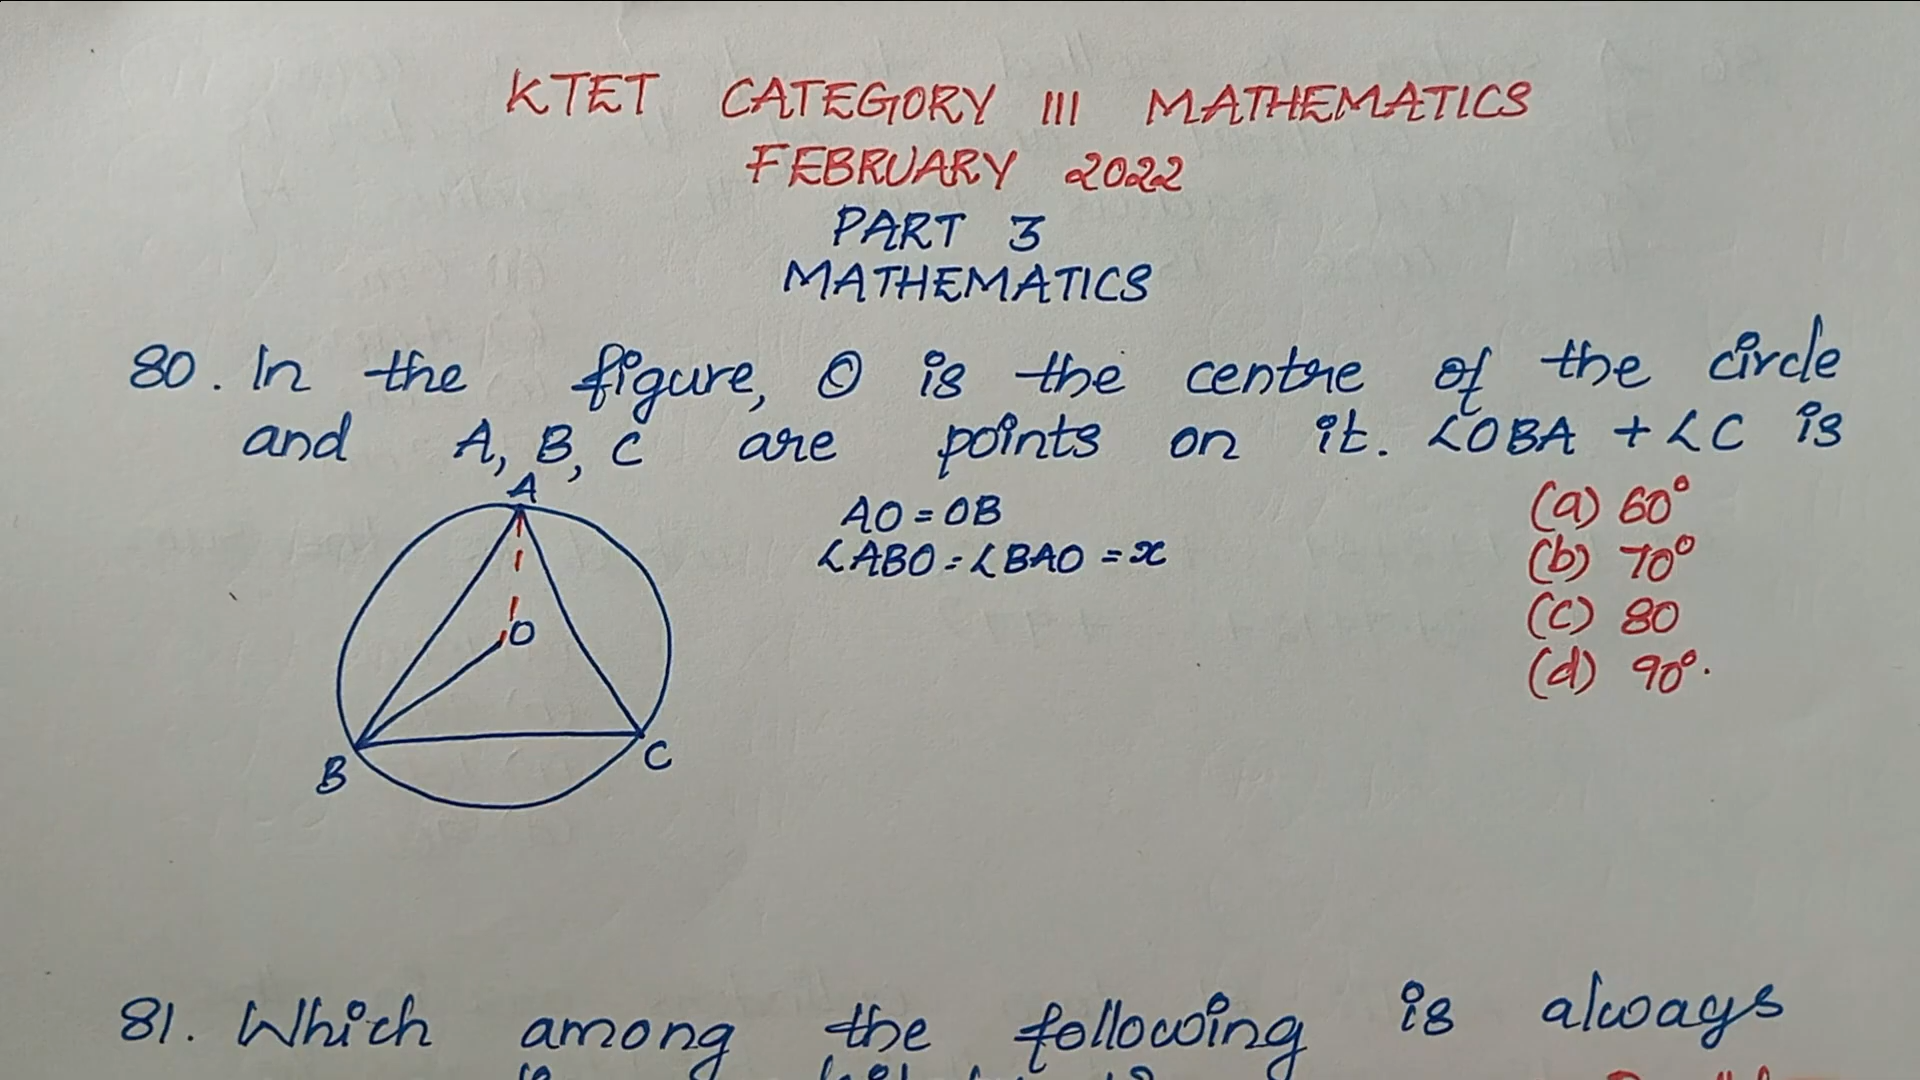 KTET CATEGORY III MATHEMATICS
FEBRUARY 2022
PART 3
MATHEMATICS
80. In the figure, O is the centre of the circle
and A, B, C are points on it. ∠OBA + ∠C is
A
O
B
C
AO = OB
∠ABO = ∠BAO = x
(a) 60°
(b) 70°
(c) 80
(d) 90°.
81. Which among the following is always